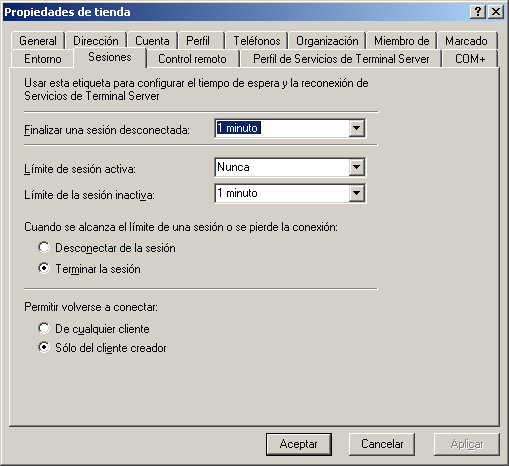 Propiedades de tienda
General Dirección Cuenta Perfil Teléfonos Organización Miembro de Marcado
Entorno Sesiones Control remoto Perfil de Servicios de Terminal Server COM+
Usar esta etiqueta para configurar el tiempo de espera y la reconexión de
Servicios de Terminal Server
Finalizar una sesión desconectada: 1 minuto
Límite de sesión activa: Nunca
Límite de la sesión inactiva: 1 minuto
Cuando se alcanza el límite de una sesión o se pierde la conexión:
Desconectar de la sesión
Terminar la sesión
Permitir volverse a conectar:
De cualquier cliente
Sólo del cliente creador
Aceptar Cancelar Aplicar